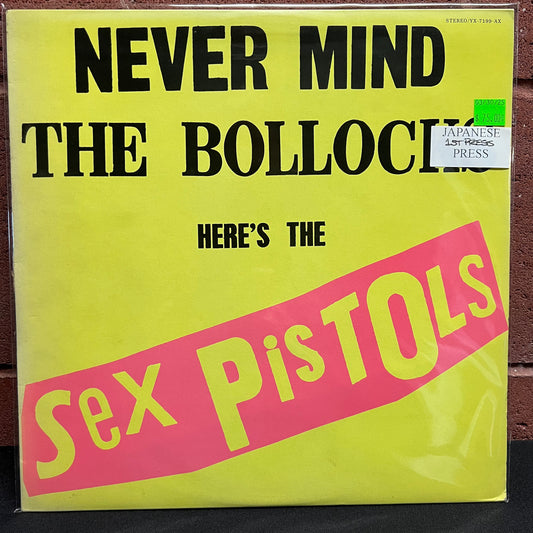 STEREO/YX-7199-AX
NEVER MIND
THE BOLLOCKS
HERE'S THE
Sex PisTOLs
JAPANESE
1ST PRESS
PRESS